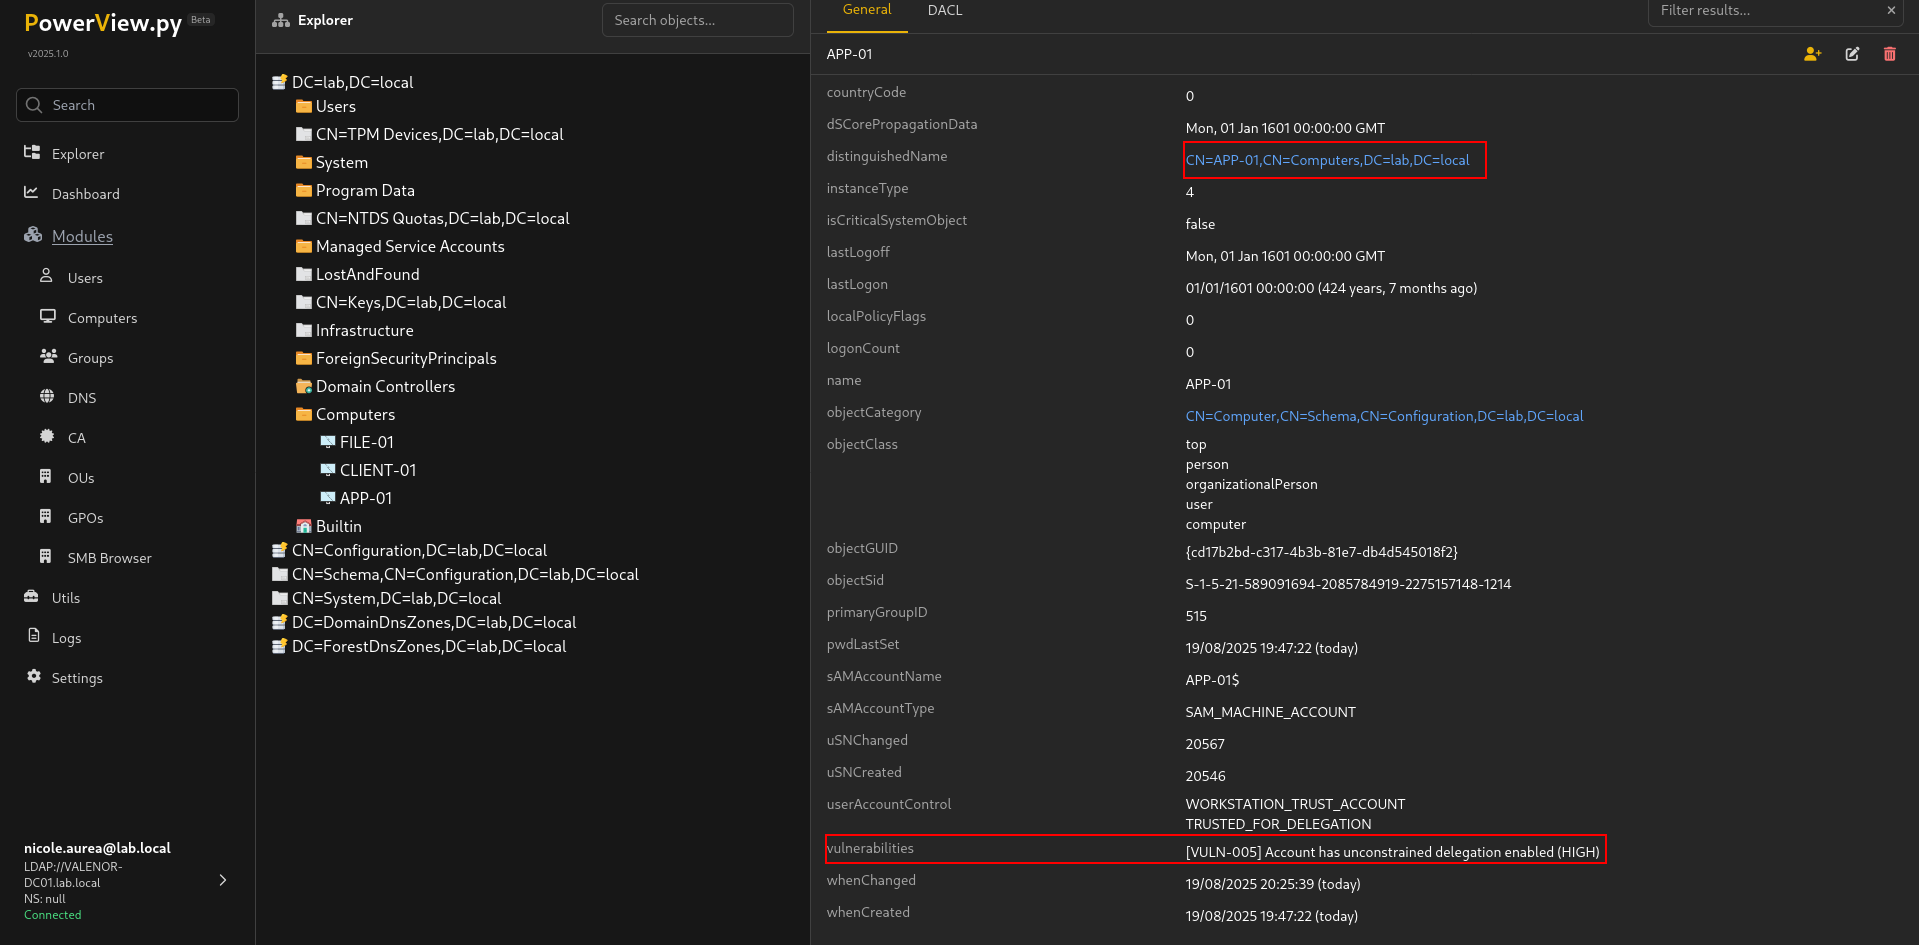 PowerView.py Beta
v2025.1.0
Search
Explorer
Dashboard
Modules
Users
Computers
Groups
DNS
CA
OUs
GPOs
SMB Browser
Utils
Logs
Settings
nicole.aurea@lab.local
LDAP://VALENOR-
DC01.lab.local
NS: null
Connected
Explorer
Search objects...
DC=lab,DC=local
Users
CN=TPM Devices,DC=lab,DC=local
System
Program Data
CN=NTDS Quotas,DC=lab,DC=local
Managed Service Accounts
LostAndFound
CN=Keys,DC=lab,DC=local
Infrastructure
ForeignSecurityPrincipals
Domain Controllers
Computers
FILE-01
CLIENT-01
APP-01
Builtin
CN=Configuration,DC=lab,DC=local
CN=Schema,CN=Configuration,DC=lab,DC=local
CN=System,DC=lab,DC=local
DC=DomainDnsZones,DC=lab,DC=local
DC=ForestDnsZones,DC=lab,DC=local
General DACL
Filter results...
APP-01
countryCode 0
dSCorePropagationData Mon, 01 Jan 1601 00:00:00 GMT
distinguishedName CN=APP-01,CN=Computers,DC=lab,DC=local
instanceType 4
isCriticalSystemObject false
lastLogoff Mon, 01 Jan 1601 00:00:00 GMT
lastLogon 01/01/1601 00:00:00 (424 years, 7 months ago)
localPolicyFlags 0
logonCount 0
name APP-01
objectCategory CN=Computer,CN=Schema,CN=Configuration,DC=lab,DC=local
objectClass top
person
organizationalPerson
user
computer
objectGUID {cd17b2bd-c317-4b3b-81e7-db4d545018f2}
objectSid S-1-5-21-589091694-2085784919-2275157148-1214
primaryGroupID 515
pwdLastSet 19/08/2025 19:47:22 (today)
sAMAccountName APP-01$
sAMAccountType SAM_MACHINE_ACCOUNT
uSNChanged 20567
uSNCreated 20546
userAccountControl WORKSTATION_TRUST_ACCOUNT
TRUSTED_FOR_DELEGATION
vulnerabilities [VULN-005] Account has unconstrained delegation enabled (HIGH)
whenChanged 19/08/2025 20:25:39 (today)
whenCreated 19/08/2025 19:47:22 (today)